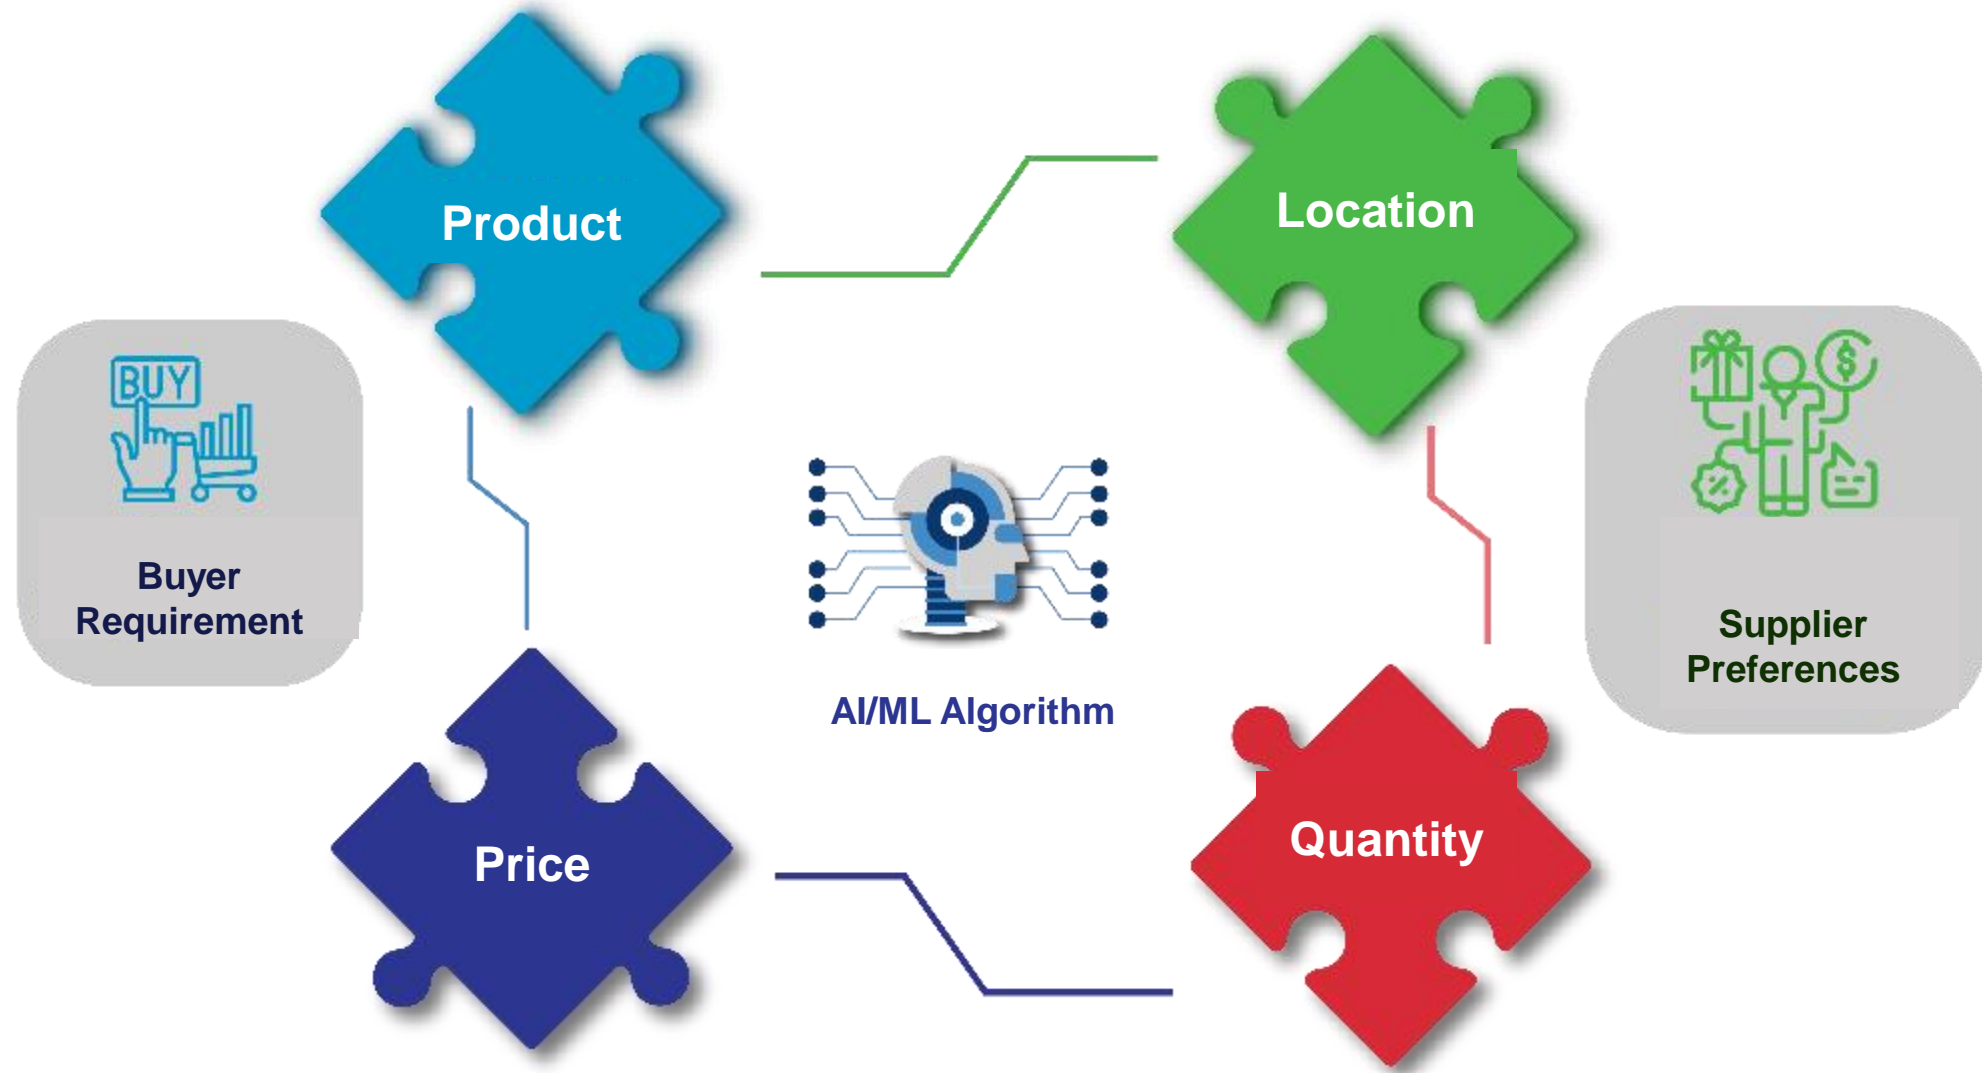 Product
Location
BUY
$
Buyer
Requirement
%
Supplier
Preferences
AI/ML Algorithm
Price
Quantity